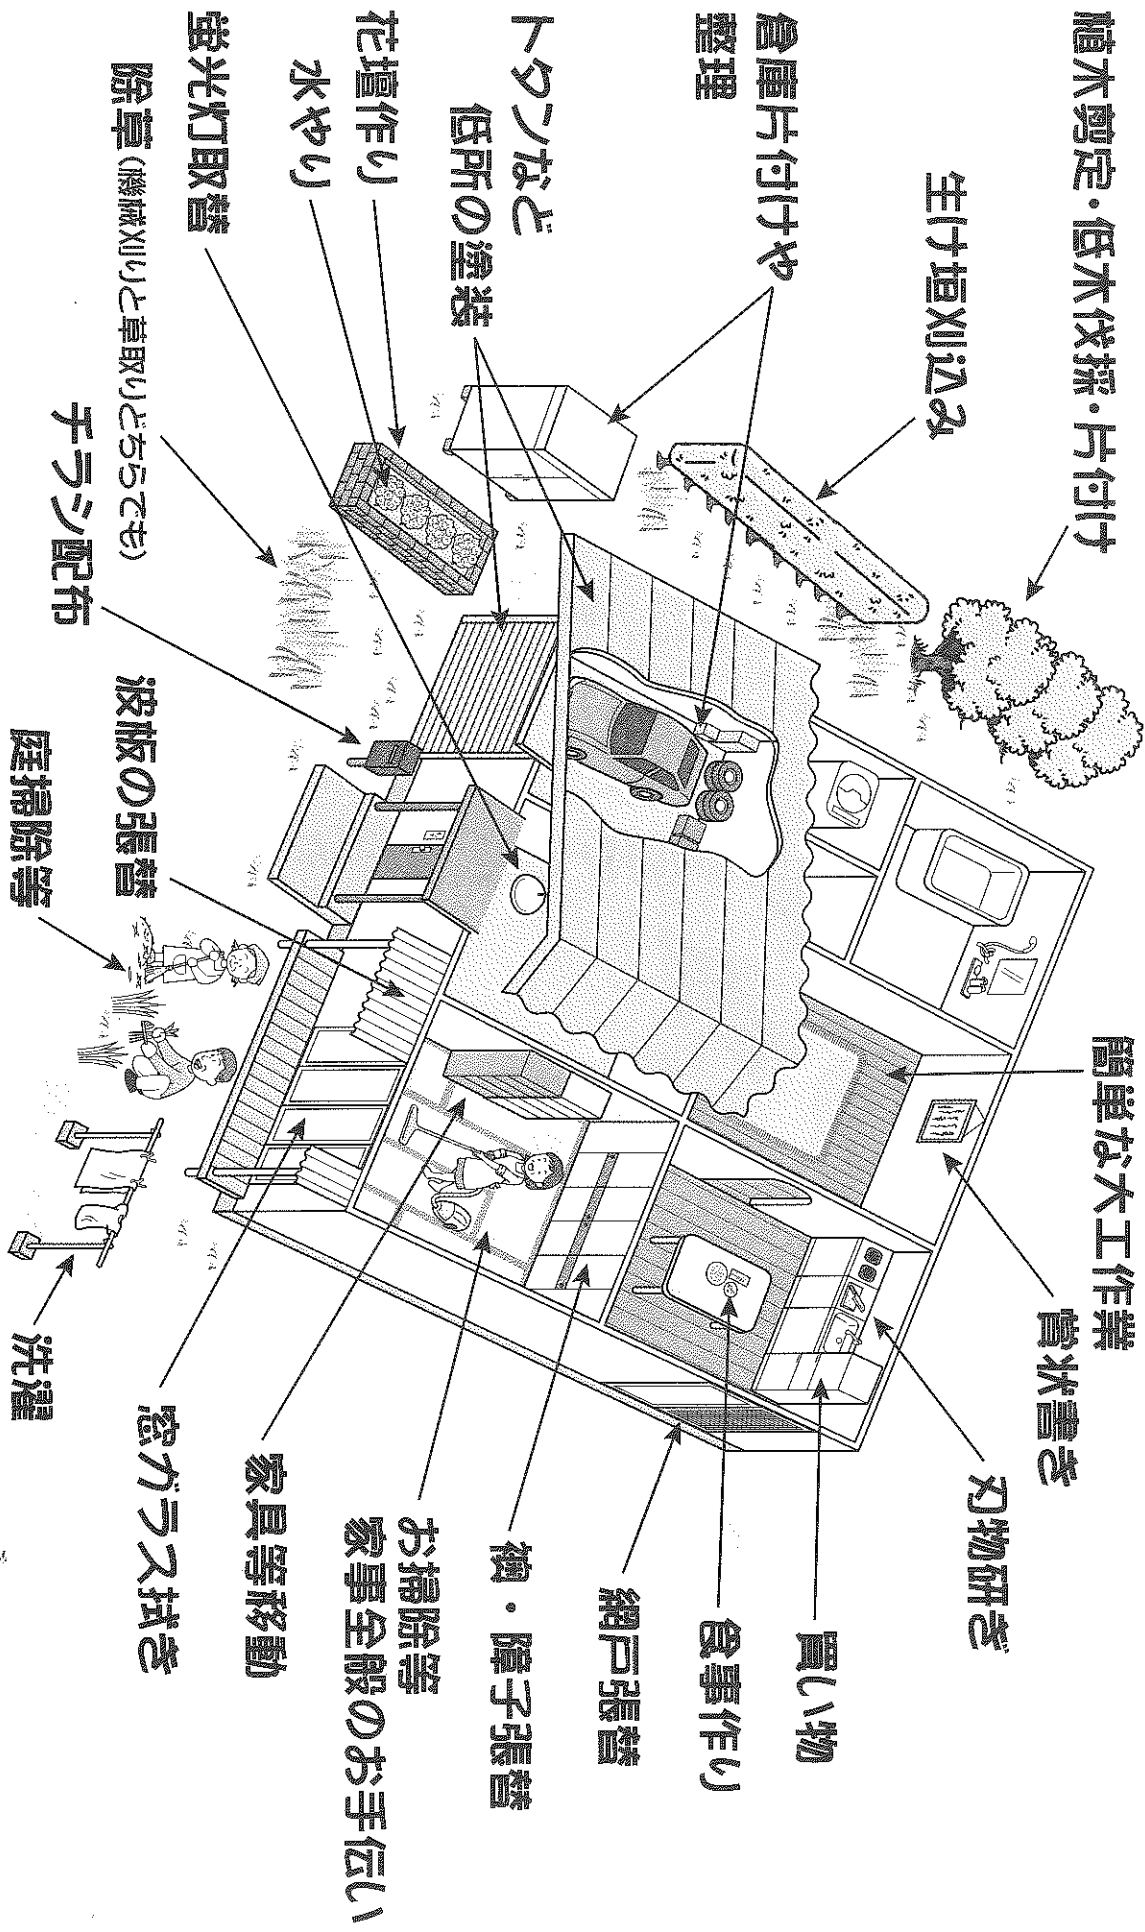 植木剪定・低木伐採・片付け
生け垣刈込み
倉庫片付けや
整理
トタンなど
低所の塗装
花壇作り
水やり
蛍光灯取替
除草(機械刈りと草取りどちらでも)
チラシ配布
波板の張替
庭掃除等
簡単な大工作業
賞状書き
刃物研ぎ
買い物
食事作り
網戸張替
襖・障子張替
お掃除等
家事全般のお手伝い
家具等移動
窓ガラス拭き
洗濯